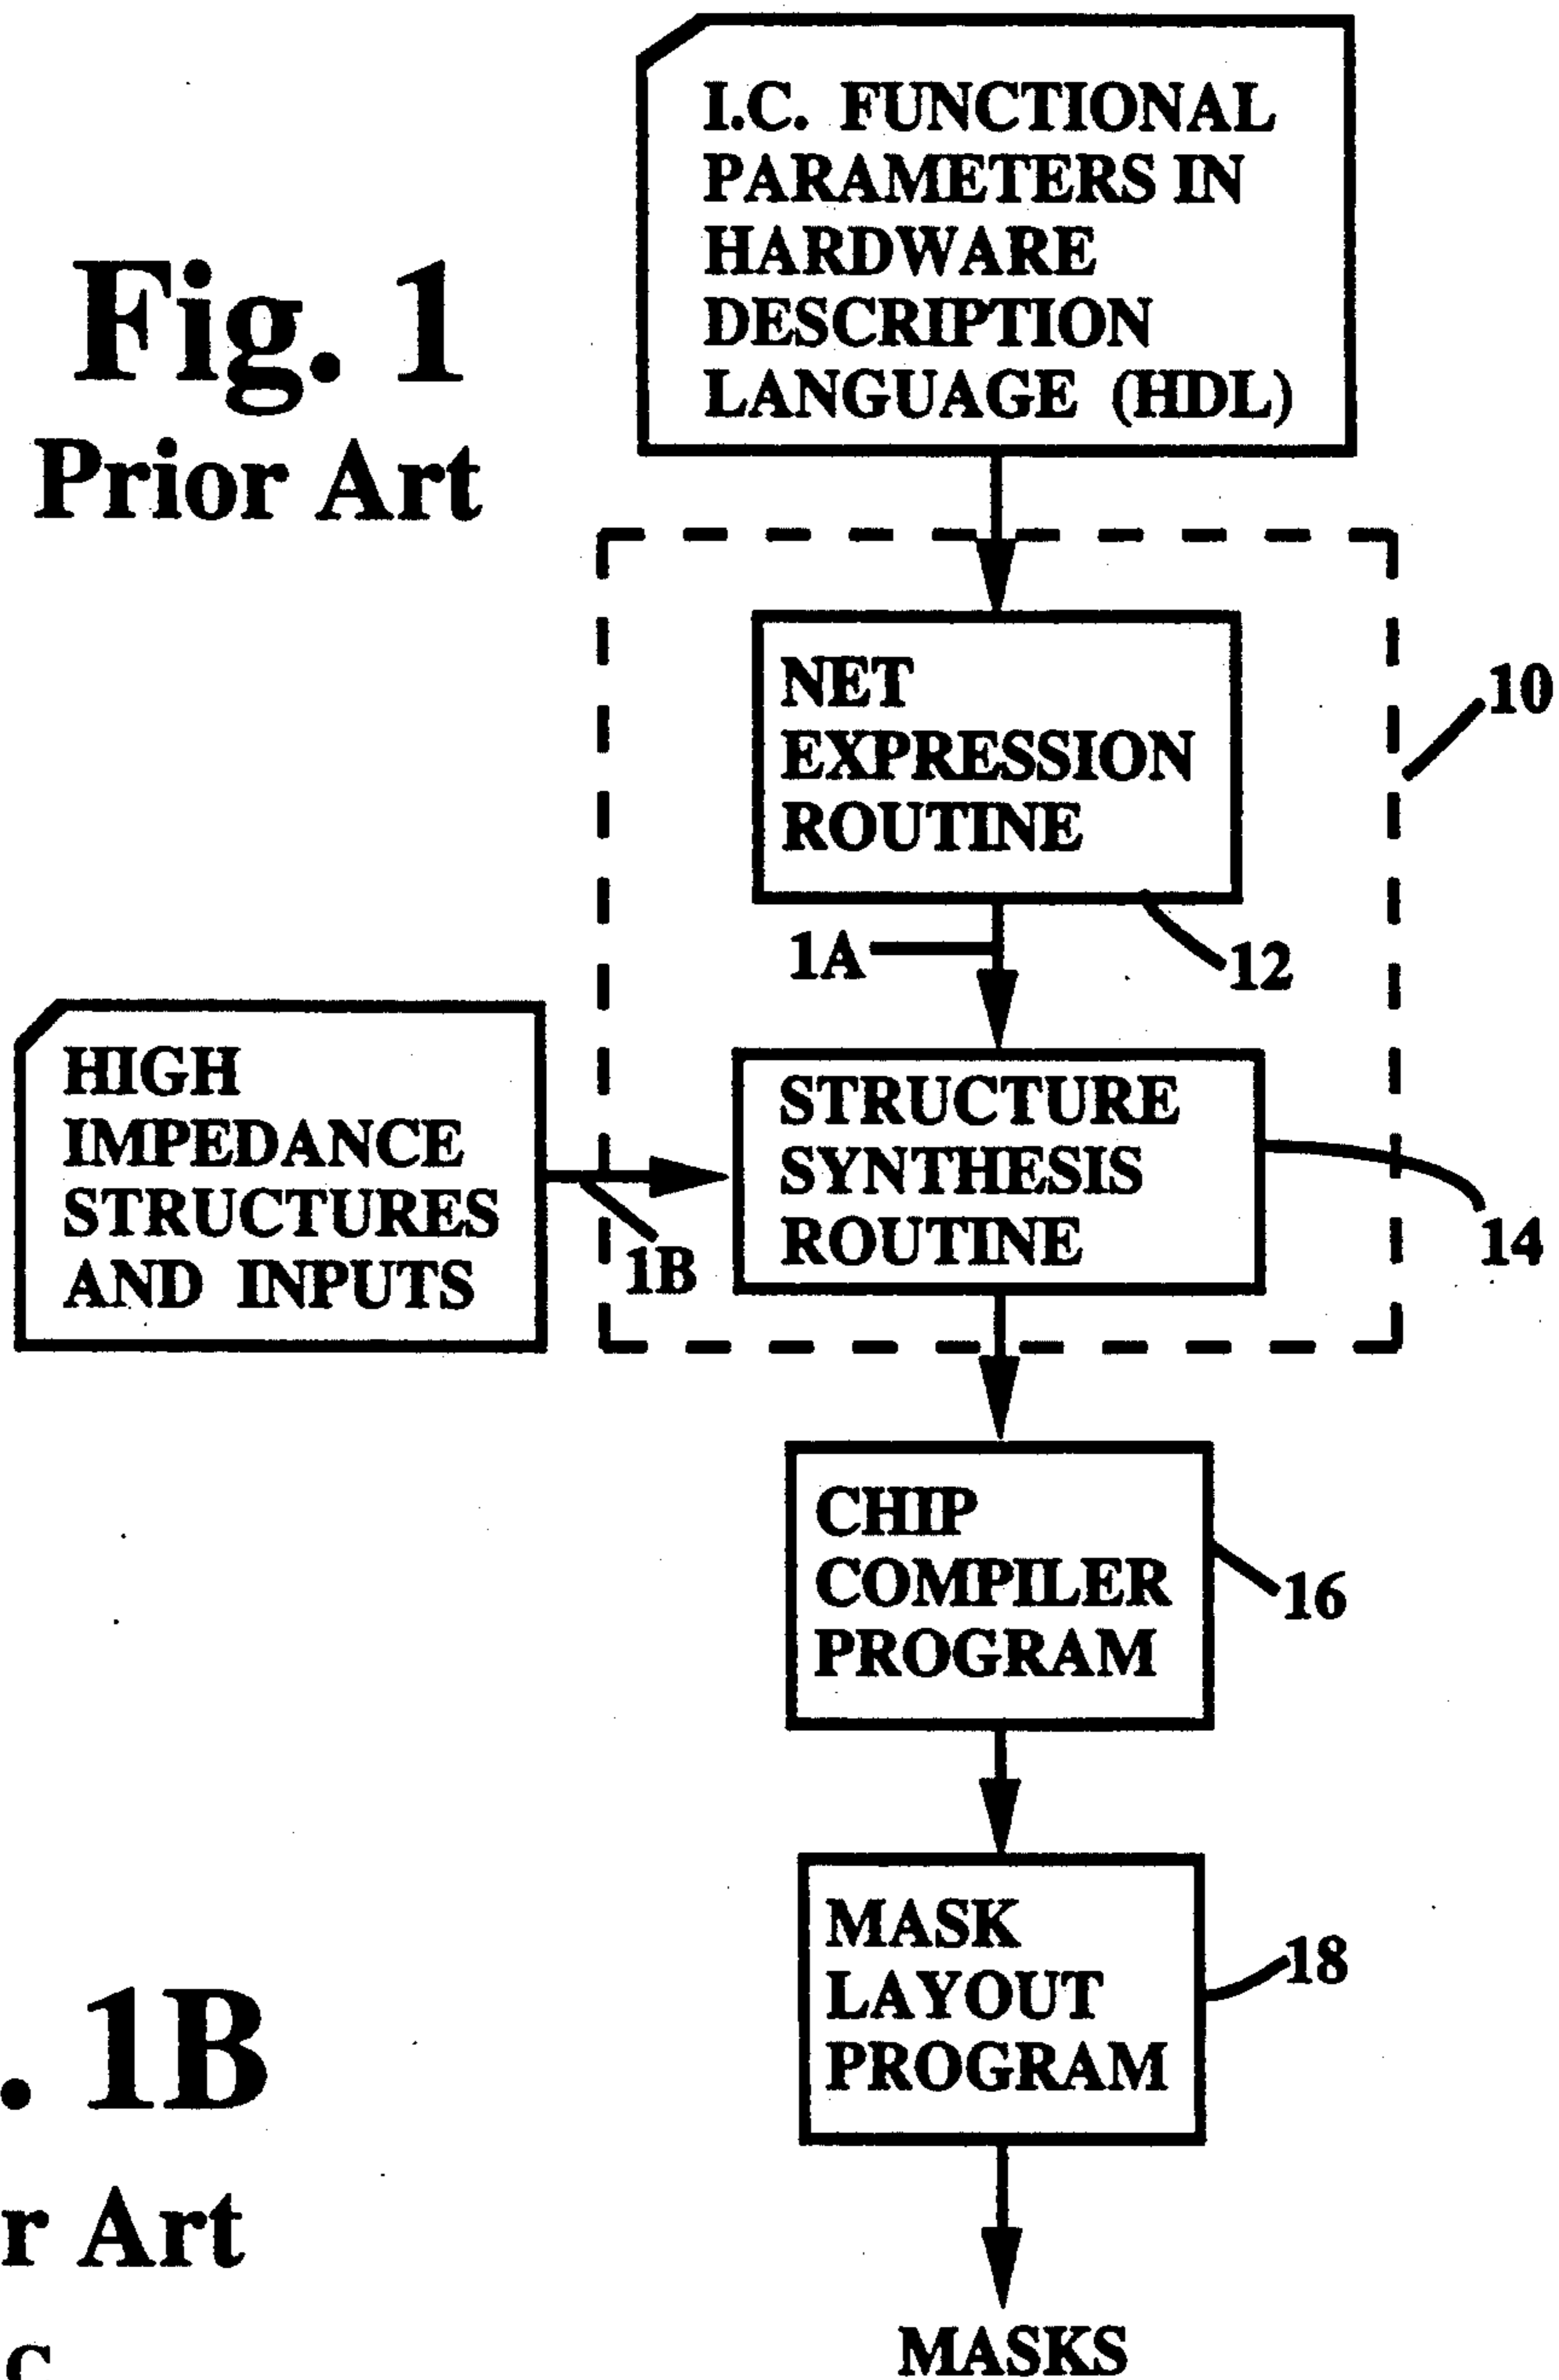 Fig. 1
Prior Art
I.C. FUNCTIONAL
PARAMETERS IN
HARDWARE
DESCRIPTION
LANGUAGE (HDL)
NET
EXPRESSION
ROUTINE
10
1A
12
HIGH
IMPEDANCE
STRUCTURES
AND INPUTS
1B
STRUCTURE
SYNTHESIS
ROUTINE
14
CHIP
COMPILER
PROGRAM
16
MASK
LAYOUT
PROGRAM
18
. 1B
r Art
MASKS